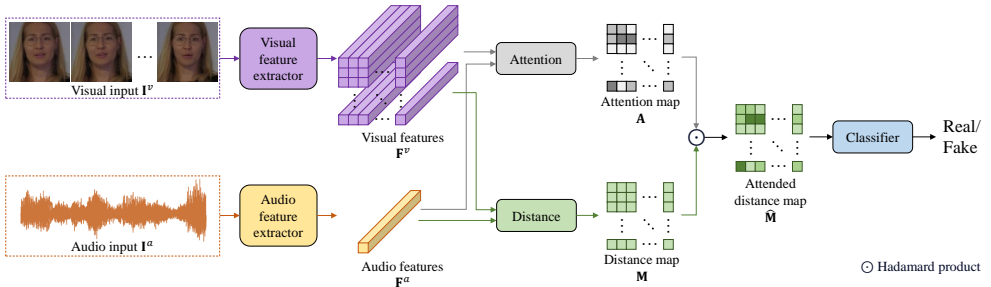 Visual input I^v
Visual
feature
extractor
Visual features
F^v
Attention
Attention map
A
Audio input I^a
Audio
feature
extractor
Audio features
F^a
Distance
Distance map
M
Attended
distance map
M̂
Classifier
Real/
Fake
⊙ Hadamard product